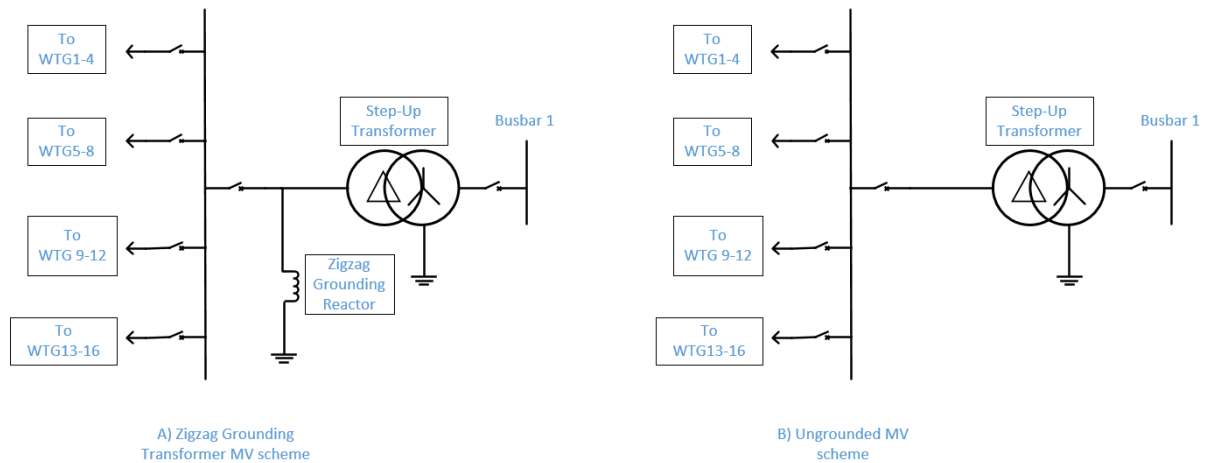 To
WTG1-4
To
WTG5-8
To
WTG 9-12
To
WTG13-16
Step-Up
Transformer
Busbar 1
Zigzag
Grounding
Reactor
A) Zigzag Grounding
Transformer MV scheme
To
WTG1-4
To
WTG5-8
To
WTG 9-12
To
WTG13-16
Step-Up
Transformer
Busbar 1
B) Ungrounded MV
scheme